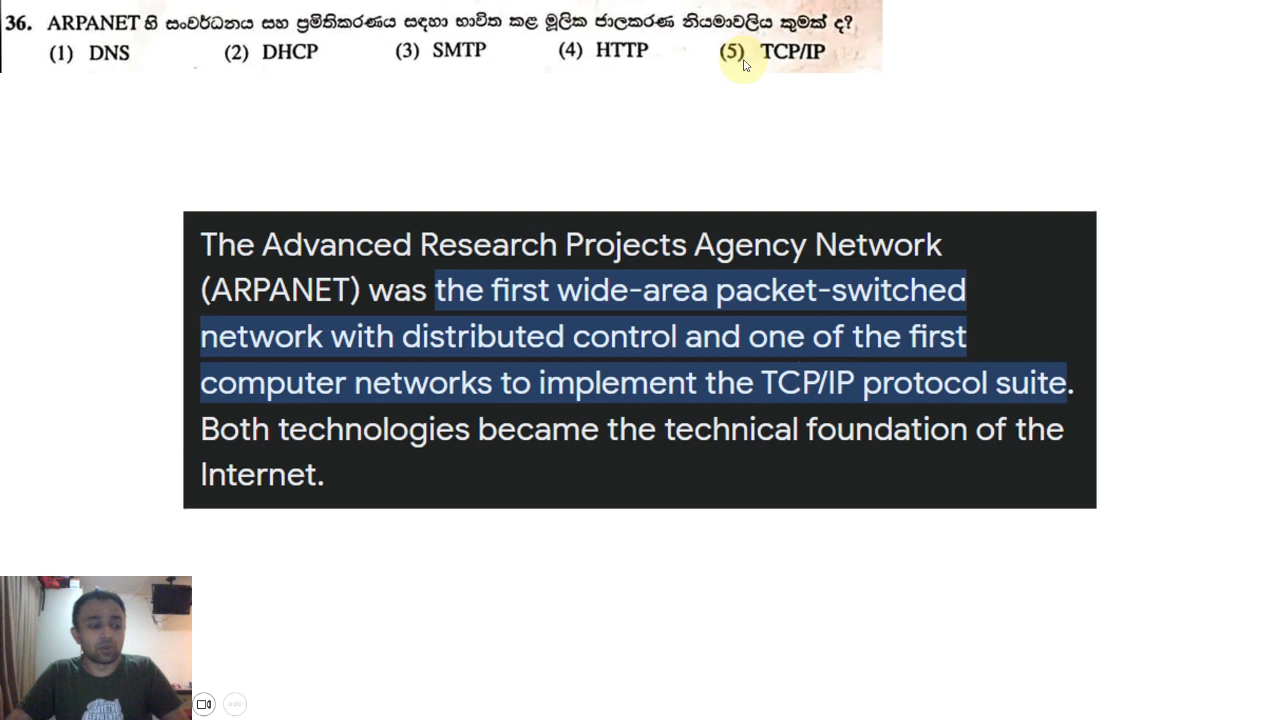 36. ARPANET හි සංවර්ධනය සහ ප්‍රමිතිකරණය සඳහා භාවිත කළ මූලික ජාලකරණ නියමාවලිය කුමක් ද?
(1) DNS (2) DHCP (3) SMTP (4) HTTP (5) TCP/IP
The Advanced Research Projects Agency Network
(ARPANET) was the first wide-area packet-switched
network with distributed control and one of the first
computer networks to implement the TCP/IP protocol suite.
Both technologies became the technical foundation of the
Internet.